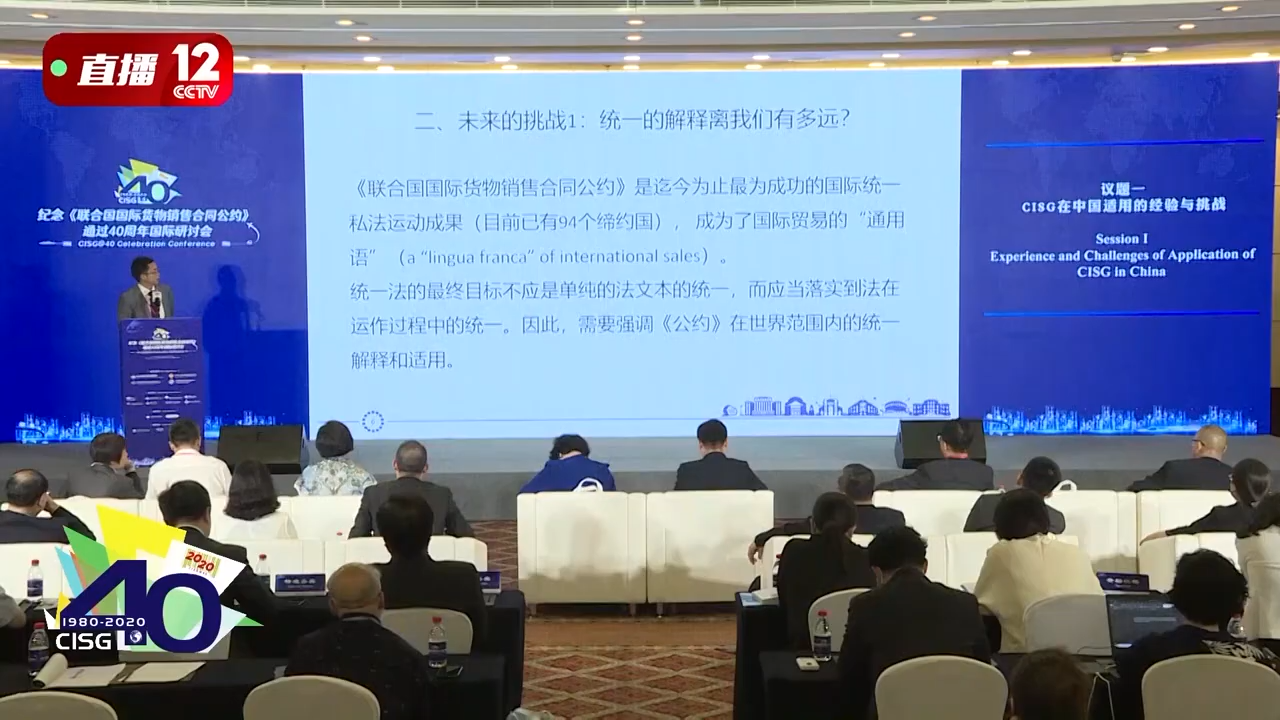 直播 12
CCTV
二、未来的挑战1：统一的解释离我们有多远？
《联合国国际货物销售合同公约》是迄今为止最为成功的国际统一
私法运动成果（目前已有94个缔约国），成为了国际贸易的“通用
语”（a “lingua franca” of international sales）。
统一法的最终目标不应是单纯的法文本的统一，而应当落实到法在
运作过程中的统一。因此，需要强调《公约》在世界范围内的统一
解释和适用。
40
1980-2020
CISG
纪念《联合国国际货物销售合同公约》
通过40周年国际研讨会
CISG@40 Celebration Conference
议题一
CISG在中国适用的经验与挑战
Session I
Experience and Challenges of Application of
CISG in China
2020
40
1980-2020
CISG